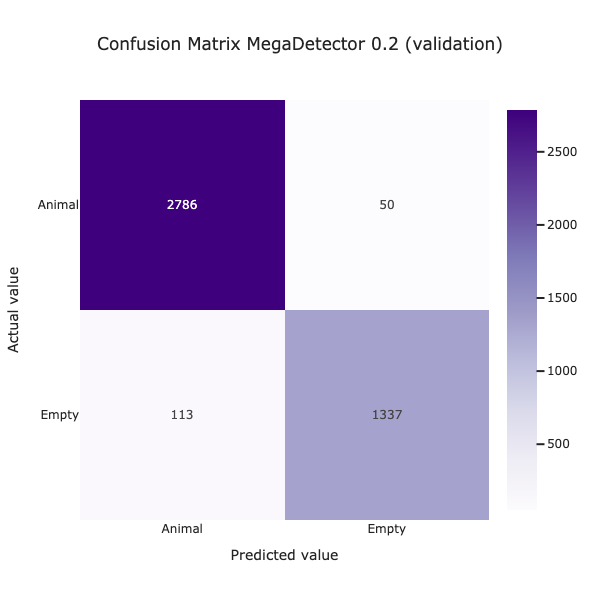 Confusion Matrix MegaDetector 0.2 (validation)
Animal
2786
50
2500
2000
1500
1000
500
Actual value
Empty
113
1337
Animal
Empty
Predicted value